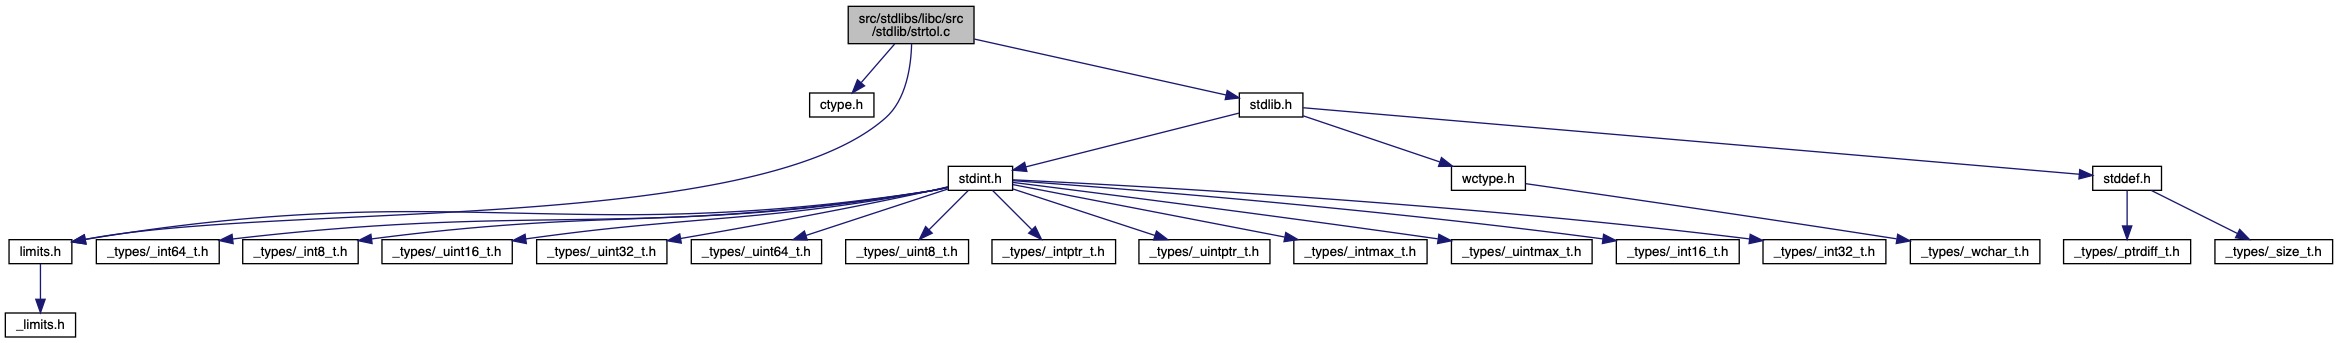 src/stdlibs/libc/src
/stdlib/strtol.c
ctype.h
stdlib.h
stdint.h
wctype.h
stddef.h
limits.h
_types/_int64_t.h
_types/_int8_t.h
_types/_uint16_t.h
_types/_uint32_t.h
_types/_uint64_t.h
_types/_uint8_t.h
_types/_intptr_t.h
_types/_uintptr_t.h
_types/_intmax_t.h
_types/_uintmax_t.h
_types/_int16_t.h
_types/_int32_t.h
_types/_wchar_t.h
_types/_ptrdiff_t.h
_types/_size_t.h
_limits.h